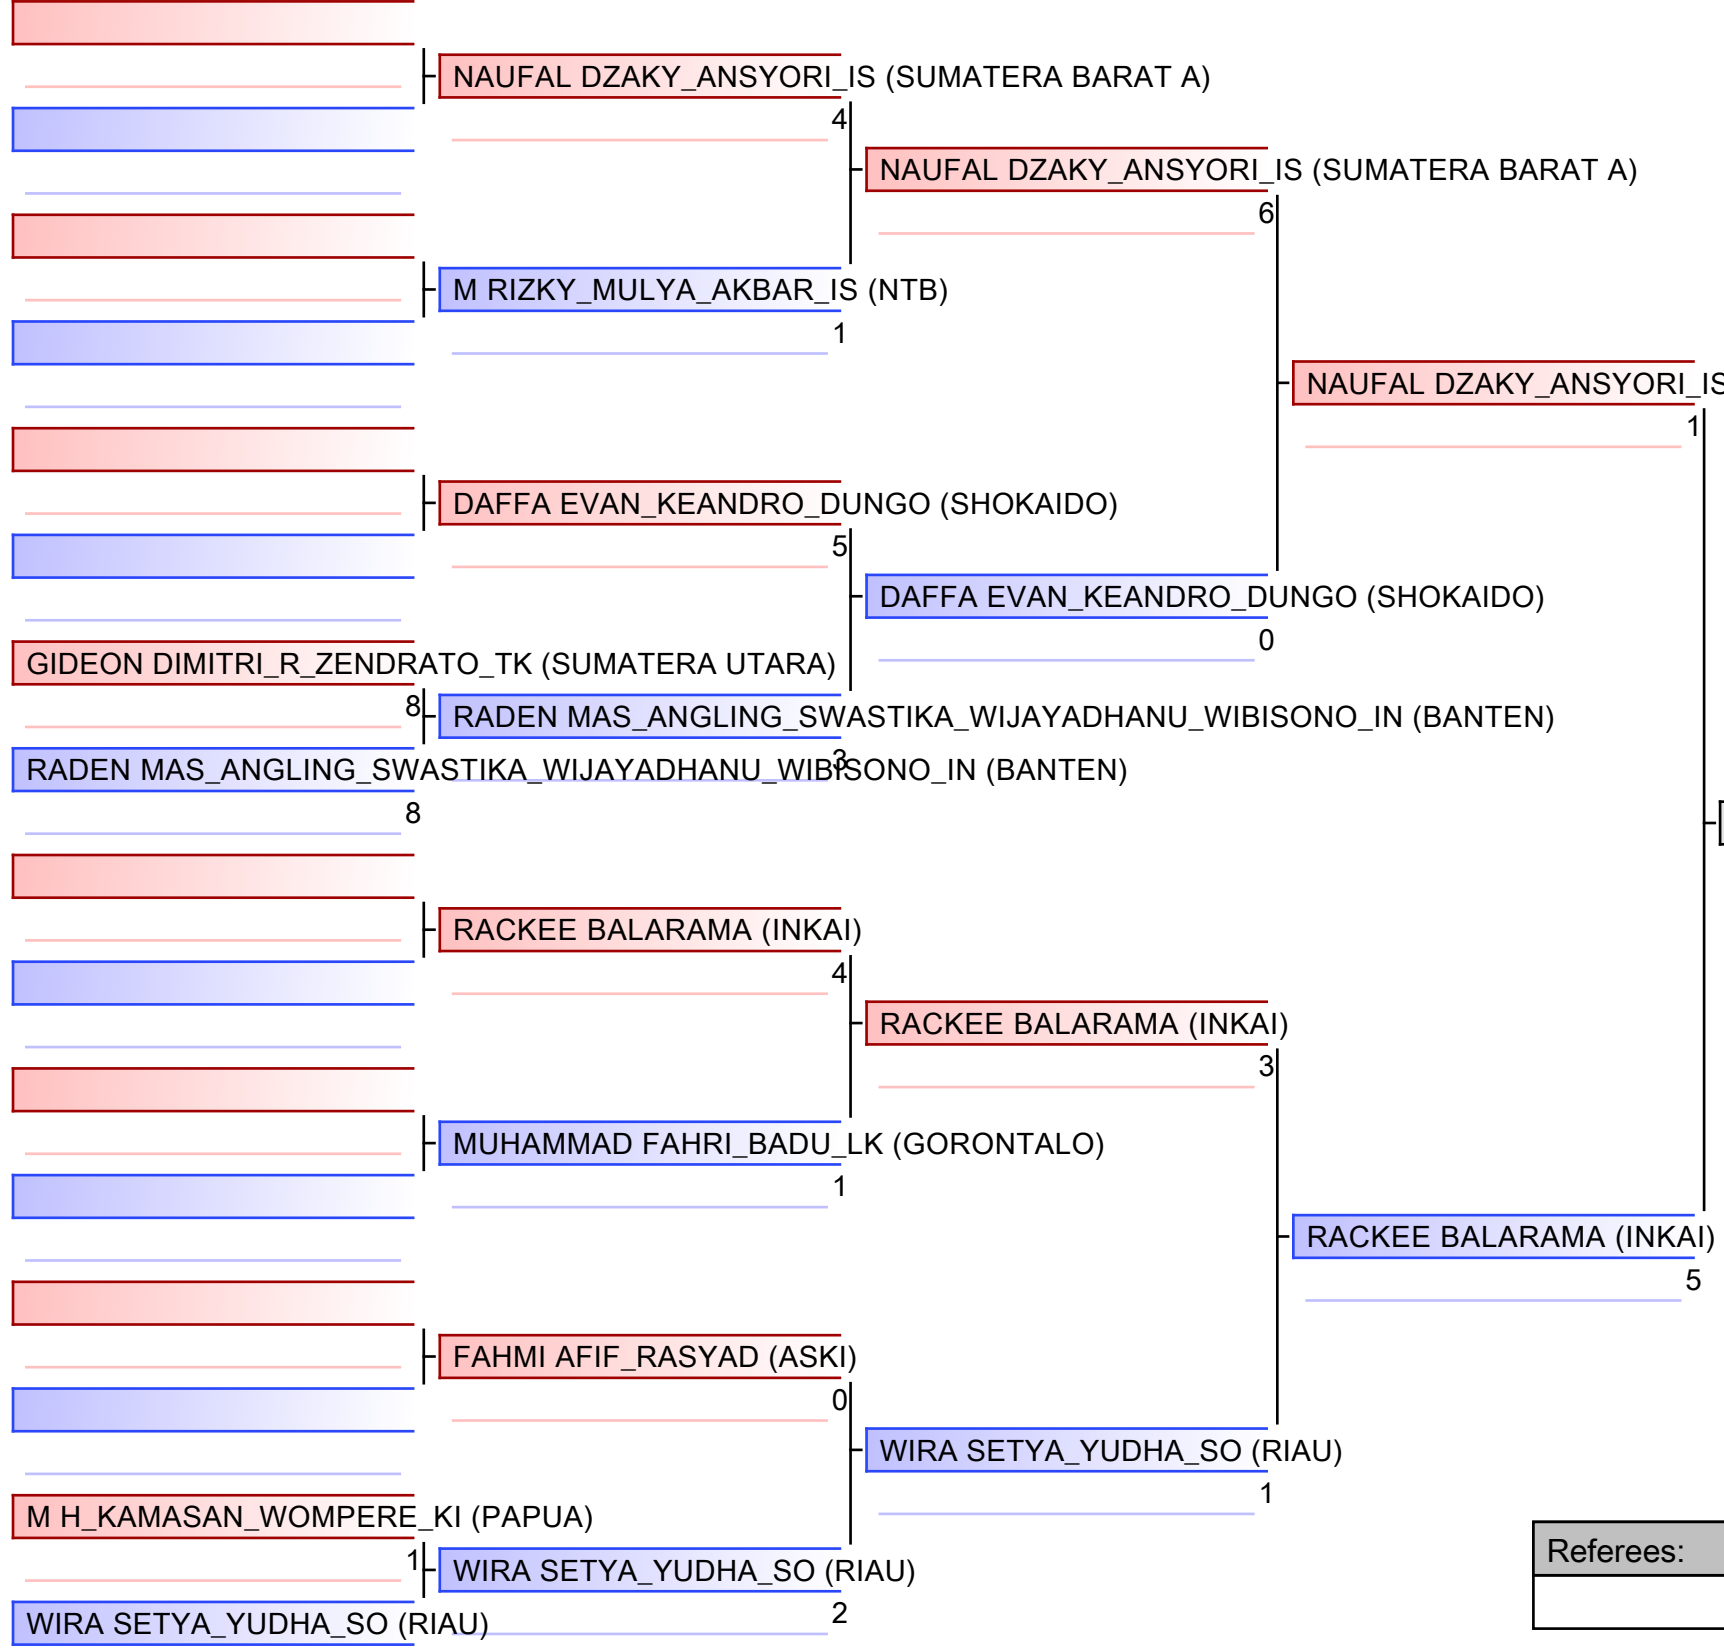 NAUFAL DZAKY_ANSYORI_IS (SUMATERA BARAT A)
4
NAUFAL DZAKY_ANSYORI_IS (SUMATERA BARAT A)
6
M RIZKY_MULYA_AKBAR_IS (NTB)
1
NAUFAL DZAKY_ANSYORI_IS
1
DAFFA EVAN_KEANDRO_DUNGO (SHOKAIDO)
5
DAFFA EVAN_KEANDRO_DUNGO (SHOKAIDO)
0
GIDEON DIMITRI_R_ZENDRATO_TK (SUMATERA UTARA)
8
RADEN MAS_ANGLING_SWASTIKA_WIJAYADHANU_WIBISONO_IN (BANTEN)
3
RADEN MAS_ANGLING_SWASTIKA_WIJAYADHANU_WIBISONO_IN (BANTEN)
8
RACKEE BALARAMA (INKAI)
4
RACKEE BALARAMA (INKAI)
3
MUHAMMAD FAHRI_BADU_LK (GORONTALO)
1
RACKEE BALARAMA (INKAI)
5
FAHMI AFIF_RASYAD (ASKI)
0
WIRA SETYA_YUDHA_SO (RIAU)
1
M H_KAMASAN_WOMPERE_KI (PAPUA)
1
WIRA SETYA_YUDHA_SO (RIAU)
2
WIRA SETYA_YUDHA_SO (RIAU)
Referees: